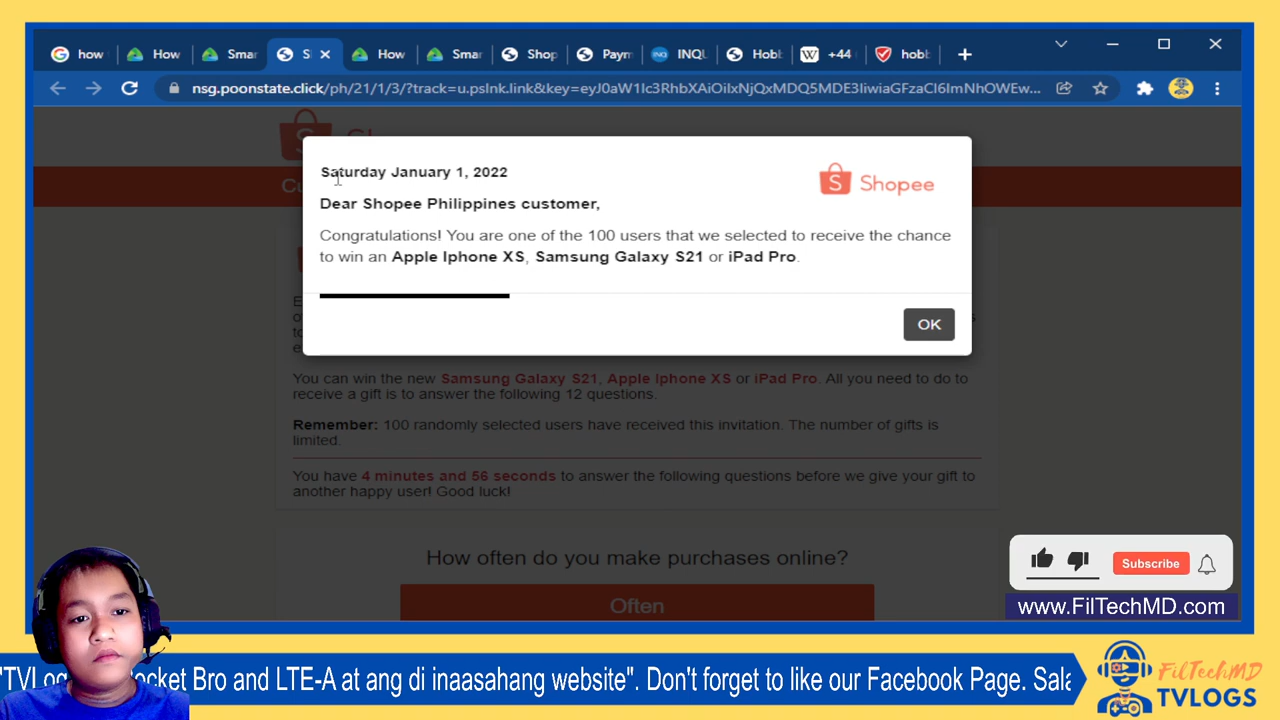 how
How
Smar
S
How
Smar
Shop
Paym
INQU
Hobb
+44
hobb
nsg.poonstate.click/ph/21/1/3/?track=u.pslnk.link&key=eyJ0aW1lc3RhbXAiOiIxNjQxMDQ5MDE3IiwiaGFzaCI6ImNhOWEw...
Saturday January 1, 2022
Shopee
Dear Shopee Philippines customer,
Congratulations! You are one of the 100 users that we selected to receive the chance
to win an Apple Iphone XS, Samsung Galaxy S21 or iPad Pro.
OK
You can win the new Samsung Galaxy S21, Apple Iphone XS or iPad Pro. All you need to do to
receive a gift is to answer the following 12 questions.
Remember: 100 randomly selected users have received this invitation. The number of gifts is
limited.
You have 4 minutes and 56 seconds to answer the following questions before we give your gift to
another happy user! Good luck!
How often do you make purchases online?
Often
Subscribe
www.FilTechMD.com
"TVLog ocket Bro and LTE-A at ang di inaasahang website". Don't forget to like our Facebook Page. Sala
FilTechMD
TVLOGS